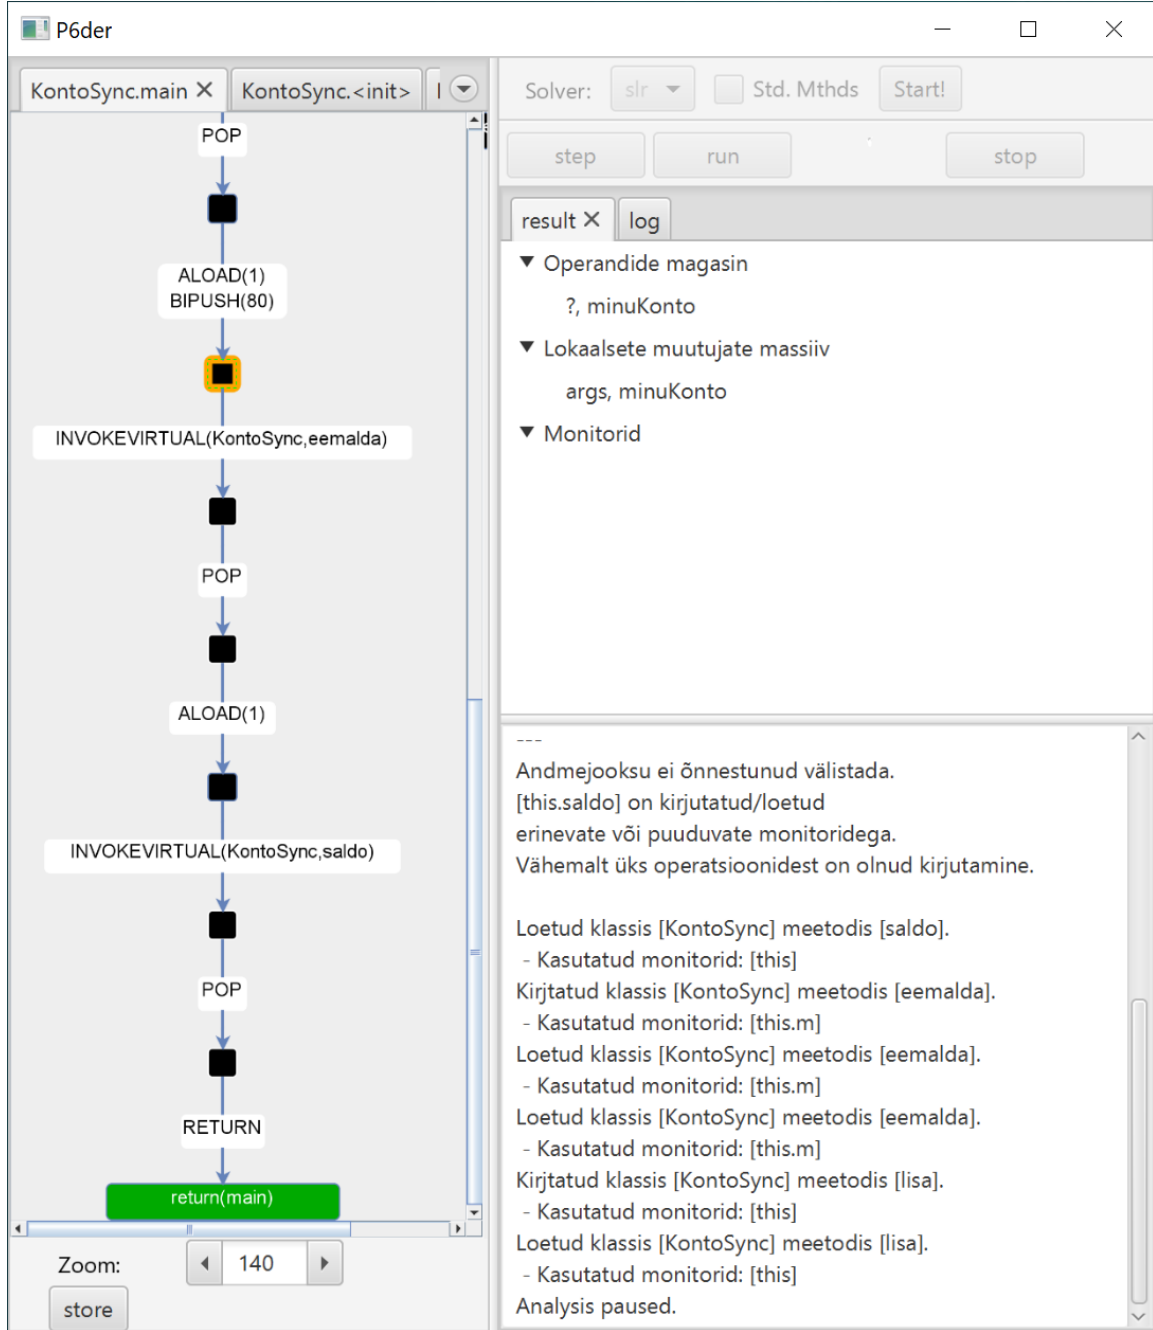 P6der
KontoSync.main
KontoSync.<init>
POP
ALOAD(1)
BIPUSH(80)
INVOKEVIRTUAL(KontoSync,eemalda)
POP
ALOAD(1)
INVOKEVIRTUAL(KontoSync,saldo)
POP
RETURN
return(main)
Zoom:
140
store
Solver:
slr
Std. Mthds
Start!
step
run
stop
result
log
Operandide magasin
?, minuKonto
Lokaalsete muutujate massiiv
args, minuKonto
Monitorid
---
Andmejooksu ei õnnestunud välistada.
[this.saldo] on kirjutatud/loetud
erinevate või puuduvate monitoridega.
Vähemalt üks operatsioonidest on olnud kirjutamine.
Loetud klassis [KontoSync] meetodis [saldo].
- Kasutatud monitorid: [this]
Kirjtatud klassis [KontoSync] meetodis [eemalda].
- Kasutatud monitorid: [this.m]
Loetud klassis [KontoSync] meetodis [eemalda].
- Kasutatud monitorid: [this.m]
Loetud klassis [KontoSync] meetodis [eemalda].
- Kasutatud monitorid: [this.m]
Kirjtatud klassis [KontoSync] meetodis [lisa].
- Kasutatud monitorid: [this]
Loetud klassis [KontoSync] meetodis [lisa].
- Kasutatud monitorid: [this]
Analysis paused.